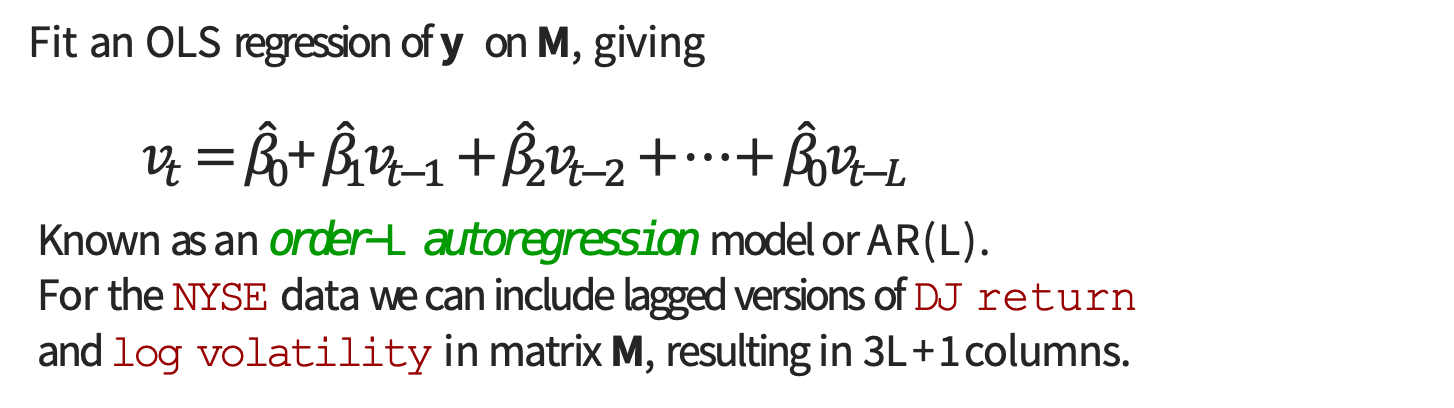 Fit an OLS regression of y on M, giving
v̂_t = β̂_0 + β̂_1 v_{t−1} + β̂_2 v_{t−2} + ⋯ + β̂_0 v_{t−L}
Known as an order-L autoregression model or AR(L).
For the NYSE data we can include lagged versions of DJ return
and log volatility in matrix M, resulting in 3L + 1 columns.